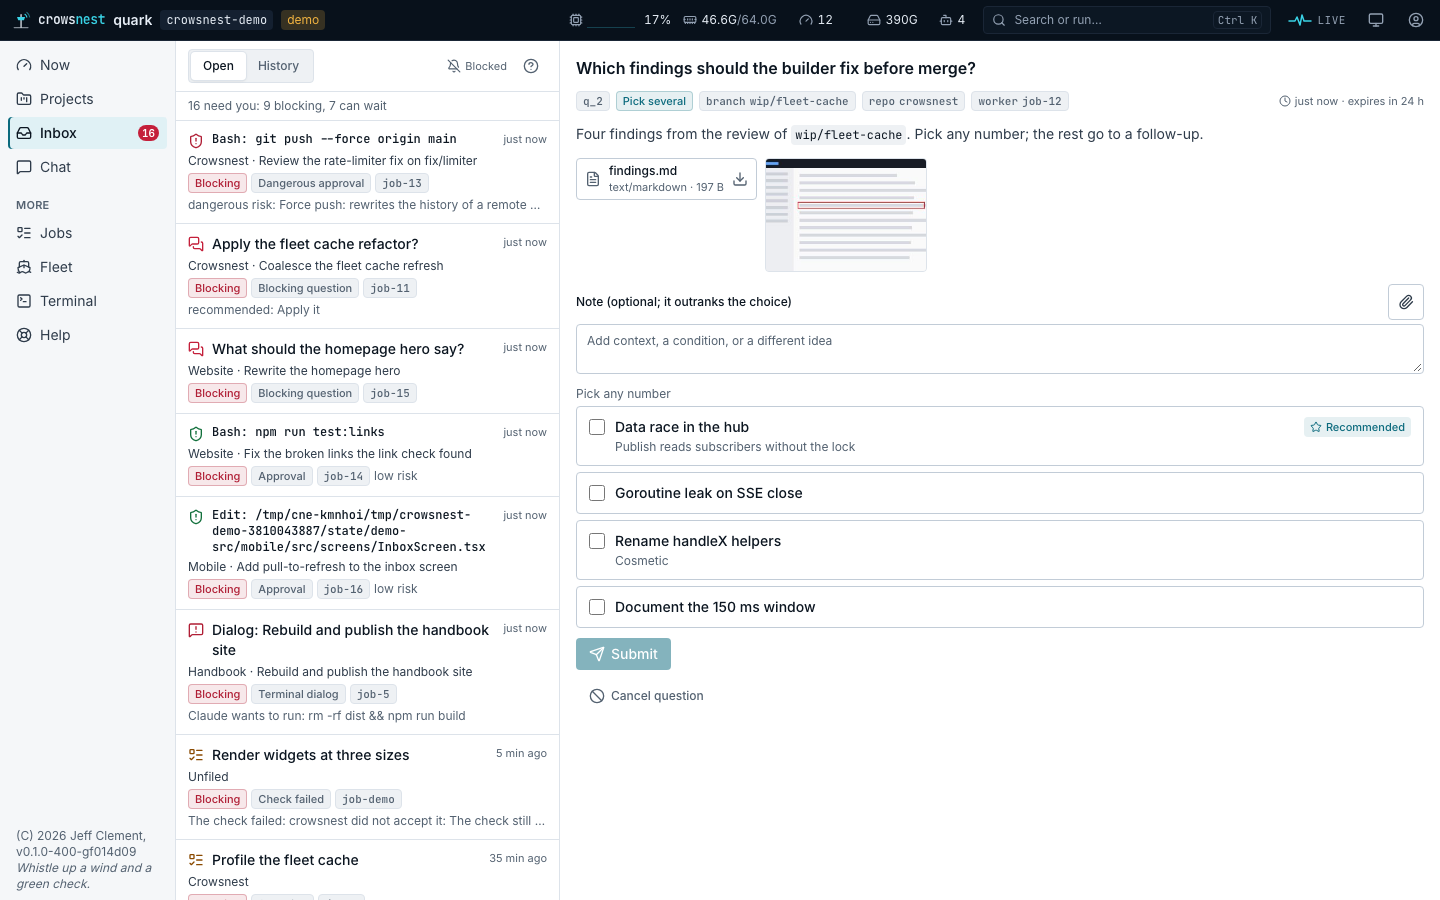 crowsnest quark crowsnest-demo demo 17% 46.6G/64.0G 12 390G 4 Search or run... Ctrl K LIVE
Now
Projects
Inbox 16
Chat
MORE
Jobs
Fleet
Terminal
Help
(C) 2026 Jeff Clement,
v0.1.0-400-gf014d09
Whistle up a wind and a
green check.
Open History Blocked
16 need you: 9 blocking, 7 can wait
Bash: git push --force origin main just now
Crowsnest · Review the rate-limiter fix on fix/limiter
Blocking Dangerous approval job-13
dangerous risk: Force push: rewrites the history of a remote ...
Apply the fleet cache refactor? just now
Crowsnest · Coalesce the fleet cache refresh
Blocking Blocking question job-11
recommended: Apply it
What should the homepage hero say? just now
Website · Rewrite the homepage hero
Blocking Blocking question job-15
Bash: npm run test:links just now
Website · Fix the broken links the link check found
Blocking Approval job-14 low risk
Edit: /tmp/cne-kmnhoi/tmp/crowsnest- just now
demo-3810043887/state/demo-
src/mobile/src/screens/InboxScreen.tsx
Mobile · Add pull-to-refresh to the inbox screen
Blocking Approval job-16 low risk
Dialog: Rebuild and publish the handbook just now
site
Handbook · Rebuild and publish the handbook site
Blocking Terminal dialog job-5
Claude wants to run: rm -rf dist && npm run build
Render widgets at three sizes 5 min ago
Unfiled
Blocking Check failed job-demo
The check failed: crowsnest did not accept it: The check still ...
Profile the fleet cache 35 min ago
Crowsnest
Which findings should the builder fix before merge?
q_2 Pick several branch wip/fleet-cache repo crowsnest worker job-12 just now · expires in 24 h
Four findings from the review of wip/fleet-cache. Pick any number; the rest go to a follow-up.
findings.md
text/markdown · 197 B
Note (optional; it outranks the choice)
Add context, a condition, or a different idea
Pick any number
Data race in the hub Recommended
Publish reads subscribers without the lock
Goroutine leak on SSE close
Rename handleX helpers
Cosmetic
Document the 150 ms window
Submit
Cancel question